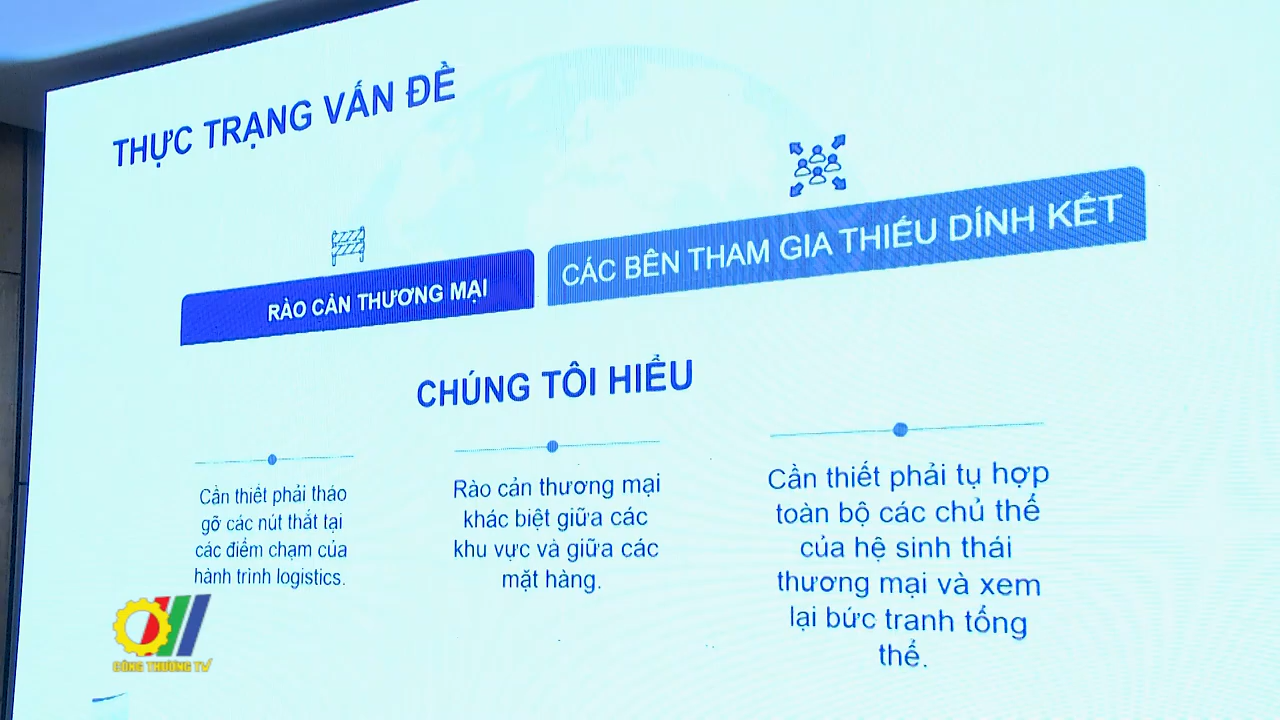 THỰC TRẠNG VẤN ĐỀ
RÀO CẢN THƯƠNG MẠI
CÁC BÊN THAM GIA THIẾU DÍNH KẾT
CHÚNG TÔI HIỂU
Cần thiết phải tháo
gỡ các nút thắt tại
các điểm chạm của
hành trình logistics.
Rào cản thương mại
khác biệt giữa các
khu vực và giữa các
mặt hàng.
Cần thiết phải tụ hợp
toàn bộ các chủ thể
của hệ sinh thái
thương mại và xem
lại bức tranh tổng
thể.
CÔNG THƯƠNG TV